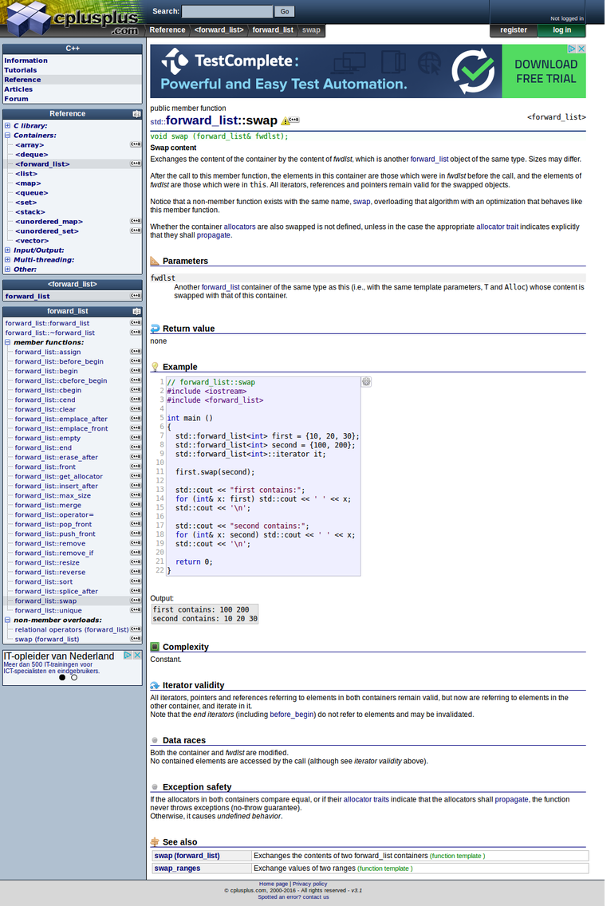 cplusplus
.com
Search: Go
Not logged in
Reference <forward_list> forward_list swap register log in
C++
Information
Tutorials
Reference
Articles
Forum
Reference
C library:
Containers:
<array>
<deque>
<forward_list>
<list>
<map>
<queue>
<set>
<stack>
<unordered_map>
<unordered_set>
<vector>
Input/Output:
Multi-threading:
Other:
<forward_list>
forward_list
forward_list
forward_list::forward_list
forward_list::~forward_list
member functions:
forward_list::assign
forward_list::before_begin
forward_list::begin
forward_list::cbefore_begin
forward_list::cbegin
forward_list::cend
forward_list::clear
forward_list::emplace_after
forward_list::emplace_front
forward_list::empty
forward_list::end
forward_list::erase_after
forward_list::front
forward_list::get_allocator
forward_list::insert_after
forward_list::max_size
forward_list::merge
forward_list::operator=
forward_list::pop_front
forward_list::push_front
forward_list::remove
forward_list::remove_if
forward_list::resize
forward_list::reverse
forward_list::sort
forward_list::splice_after
forward_list::swap
forward_list::unique
non-member overloads:
relational operators (forward_list)
swap (forward_list)
IT-opleider van Nederland
Meer dan 500 IT-trainingen voor
ICT-specialisten en eindgebruikers.
TestComplete:
Powerful and Easy Test Automation.
DOWNLOAD
FREE TRIAL
public member function
<forward_list>
std::forward_list::swap
void swap (forward_list& fwdlst);
Swap content
Exchanges the content of the container by the content of fwdlst, which is another forward_list object of the same type. Sizes may differ.
After the call to this member function, the elements in this container are those which were in fwdlst before the call, and the elements of
fwdlst are those which were in this. All iterators, references and pointers remain valid for the swapped objects.
Notice that a non-member function exists with the same name, swap, overloading that algorithm with an optimization that behaves like
this member function.
Whether the container allocators are also swapped is not defined, unless in the case the appropriate allocator trait indicates explicitly
that they shall propagate.
Parameters
fwdlst
Another forward_list container of the same type as this (i.e., with the same template parameters, T and Alloc) whose content is
swapped with that of this container.
Return value
none
Example
1 // forward_list::swap
2 #include <iostream>
3 #include <forward_list>
4
5 int main ()
6 {
7 std::forward_list<int> first = {10, 20, 30};
8 std::forward_list<int> second = {100, 200};
9 std::forward_list<int>::iterator it;
10
11 first.swap(second);
12
13 std::cout << "first contains:";
14 for (int& x: first) std::cout << ' ' << x;
15 std::cout << '\n';
16
17 std::cout << "second contains:";
18 for (int& x: second) std::cout << ' ' << x;
19 std::cout << '\n';
20
21 return 0;
22 }
Output:
first contains: 100 200
second contains: 10 20 30
Complexity
Constant.
Iterator validity
All iterators, pointers and references referring to elements in both containers remain valid, but now are referring to elements in the
other container, and iterate in it.
Note that the end iterators (including before_begin) do not refer to elements and may be invalidated.
Data races
Both the container and fwdlst are modified.
No contained elements are accessed by the call (although see iterator validity above).
Exception safety
If the allocators in both containers compare equal, or if their allocator traits indicate that the allocators shall propagate, the function
never throws exceptions (no-throw guarantee).
Otherwise, it causes undefined behavior.
See also
swap (forward_list) Exchanges the contents of two forward_list containers (function template )
swap_ranges Exchange values of two ranges (function template )
Home page | Privacy policy
© cplusplus.com, 2000-2016 - All rights reserved - v3.1
Spotted an error? contact us